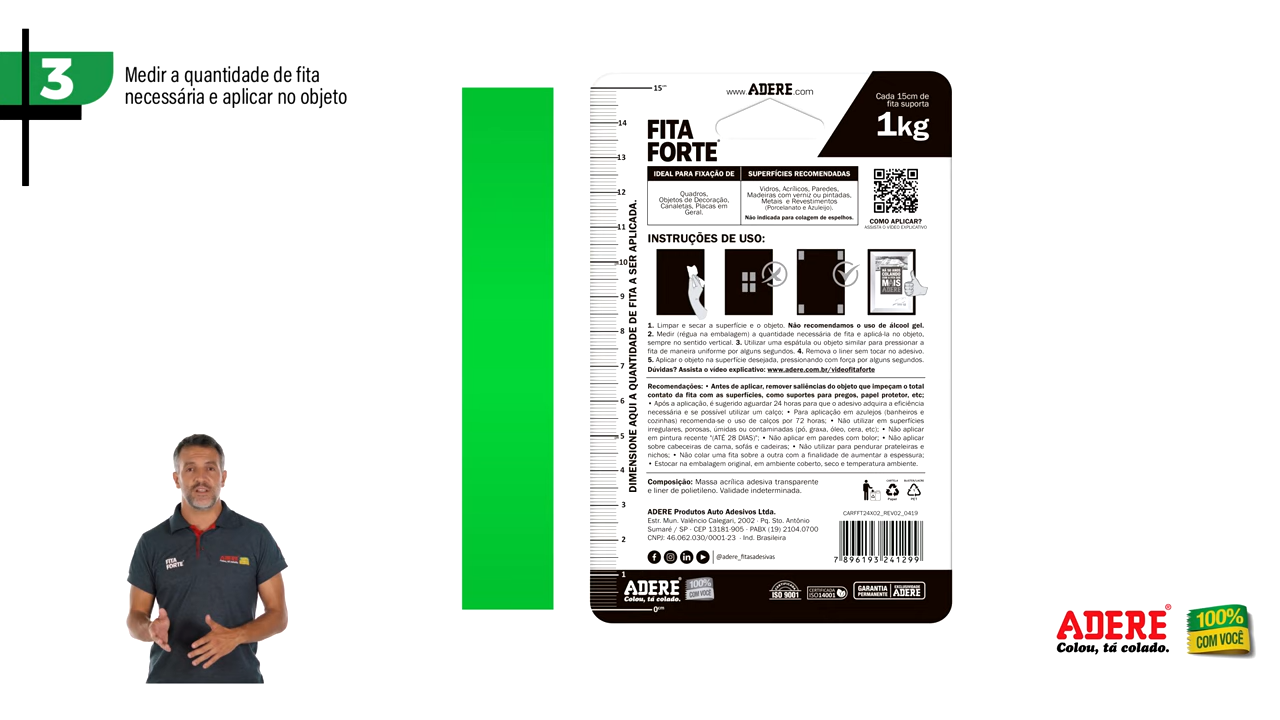 3
Medir a quantidade de fita
necessária e aplicar no objeto
www.ADERE.com
Cada 15cm de
fita suporta
1kg
FITA
FORTE
IDEAL PARA FIXAÇÃO DE
SUPERFÍCIES RECOMENDADAS
Quadros,
Objetos de Decoração,
Canaletas, Placas em
Geral.
Vidros, Acrílicos, Paredes,
Madeiras com verniz ou pintadas,
Metais e Revestimentos
(Porcelanato e Azulejo).
Não indicada para colagem de espelhos.
COMO APLICAR?
ASSISTA O VÍDEO EXPLICATIVO
INSTRUÇÕES DE USO:
1. Limpar e secar a superfície e o objeto. Não recomendamos o uso de álcool gel.
2. Medir (régua na embalagem) a quantidade necessária de fita e aplicá-la no objeto,
sempre no sentido vertical. 3. Utilizar uma espátula ou objeto similar para pressionar a
fita de maneira uniforme por alguns segundos. 4. Remova o liner sem tocar no adesivo.
5. Aplicar o objeto na superfície desejada, pressionando com força por alguns segundos.
Dúvidas? Assista o vídeo explicativo: www.adere.com.br/videofitaforte
Recomendações: • Antes de aplicar, remover saliências do objeto que impeçam o total
contato da fita com as superfícies, como suportes para pregos, papel protetor, etc;
• Após a aplicação, é sugerido aguardar 24 horas para que o adesivo adquira a eficiência
necessária e se possível utilizar um calço; • Para aplicação em azulejos (banheiros e
cozinhas) recomenda-se o uso de calços por 72 horas; • Não utilizar em superfícies
irregulares, porosas, úmidas ou contaminadas (pó, graxa, óleo, cera, etc); • Não aplicar
em pintura recente "(ATÉ 28 DIAS)"; • Não aplicar em paredes com bolor; • Não aplicar
sobre cabeceiras de cama, sofás e cadeiras; • Não utilizar para pendurar prateleiras e
nichos; • Não colar uma fita sobre a outra com a finalidade de aumentar a espessura;
• Estocar na embalagem original, em ambiente coberto, seco e temperatura ambiente.
Composição: Massa acrílica adesiva transparente
e liner de polietileno. Validade indeterminada.
Papel
PET
ADERE Produtos Auto Adesivos Ltda.
Estr. Mun. Valêncio Calegari, 2002 · Pq. Sto. Antônio
Sumaré / SP · CEP 13181-905 · PABX (19) 2104.0700
CNPJ: 46.062.030/0001-23 · Ind. Brasileira
@adere_fitasadesivas
CARFFT24X02_REV02_0419
7 896193 241299
ADERE
Colou, tá colado.
100%
COM VOCÊ
ISO 9001
CERTIFICADA
ISO14001
GARANTIA
PERMANENTE
EXCLUSIVIDADE
ADERE
DIMENSIONE AQUI A QUANTIDADE DE FITA A SER APLICADA.
15cm
14
13
12
11
10
9
8
7
6
5
4
3
2
1
0cm
FITA
FORTE
ADERE®
Colou, tá colado.
100%
COM VOCÊ